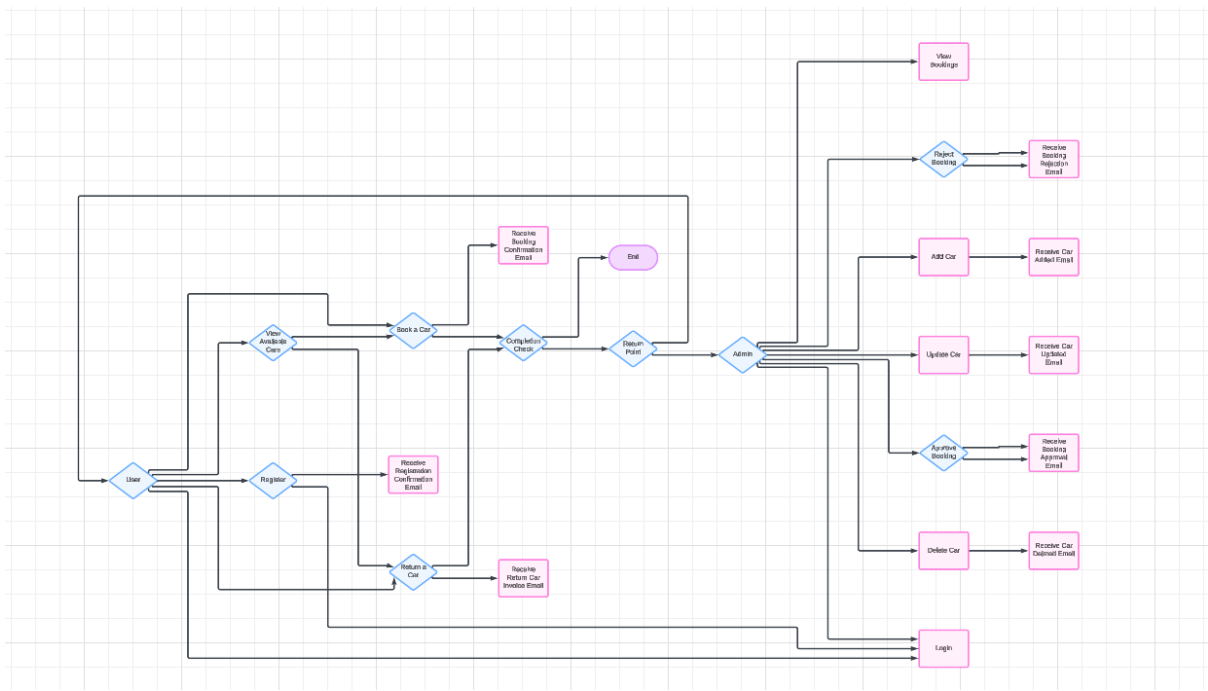 View
Bookings
Reject
Booking
Receive
Booking
Rejection
Email
Receive
Booking
Confirmation
Email
End
Add Car
Receive Car
Added Email
View
Available
Cars
Book a Car
Completion
Check
Return
Point
Admin
Update Car
Receive Car
Updated
Email
User
Register
Receive
Registration
Confirmation
Email
Approve
Booking
Receive
Booking
Approval
Email
Return a
Car
Receive
Return Car
Invoice Email
Delete Car
Receive Car
Deleted Email
Login